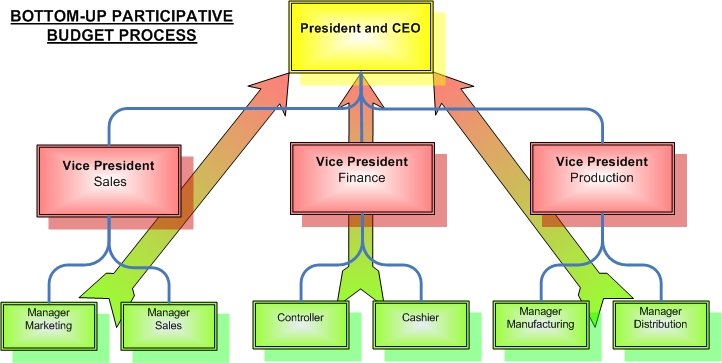 BOTTOM-UP PARTICIPATIVE
BUDGET PROCESS
President and CEO
Vice President
Sales
Vice President
Finance
Vice President
Production
Manager
Marketing
Manager
Sales
Controller
Cashier
Manager
Manufacturing
Manager
Distribution